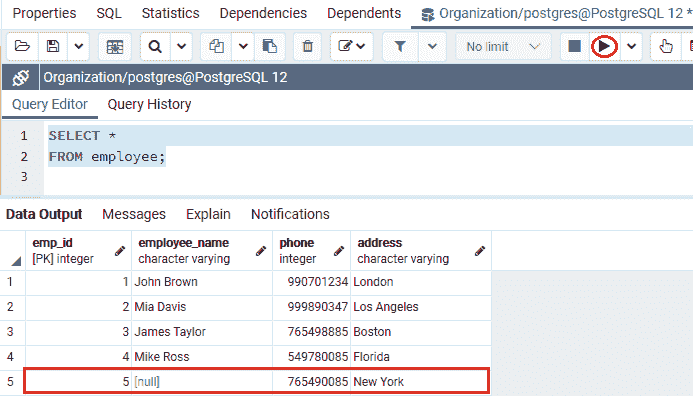 Properties SQL Statistics Dependencies Dependents Organization/postgres@PostgreSQL 12 *
No limit
Organization/postgres@PostgreSQL 12
Query Editor Query History
1 SELECT *
2 FROM employee;
3
Data Output Messages Explain Notifications
emp_id employee_name phone address
[PK] integer character varying integer character varying
1 1 John Brown 990701234 London
2 2 Mia Davis 999890347 Los Angeles
3 3 James Taylor 765498885 Boston
4 4 Mike Ross 549780085 Florida
5 5 [null] 765490085 New York